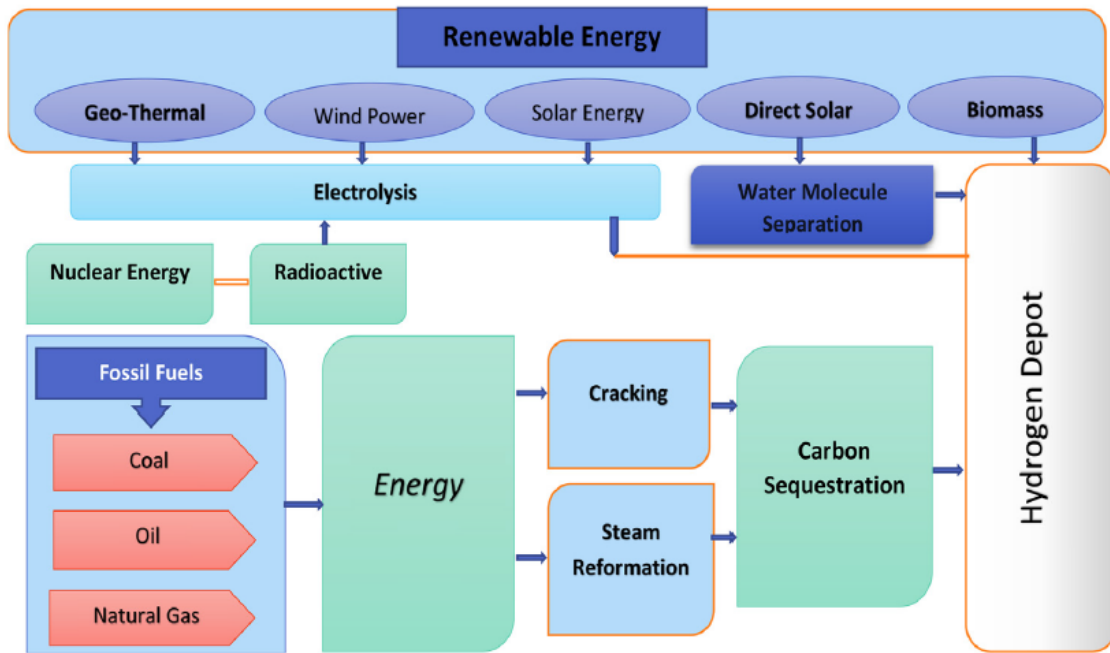 Renewable Energy
Geo-Thermal
Wind Power
Solar Energy
Direct Solar
Biomass
Electrolysis
Water Molecule
Separation
Nuclear Energy
Radioactive
Fossil Fuels
Coal
Oil
Natural Gas
Energy
Cracking
Steam
Reformation
Carbon
Sequestration
Hydrogen Depot